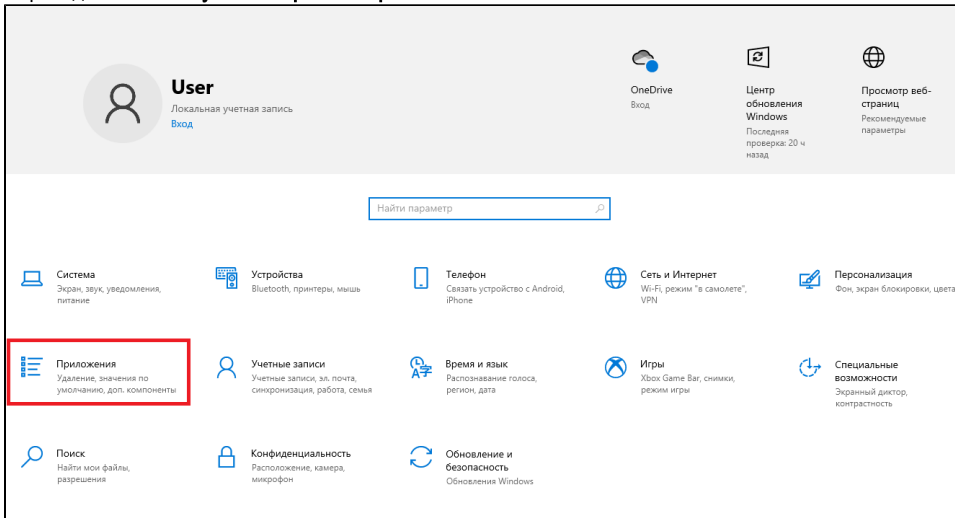 User
Локальная учетная запись
Вход
OneDrive
Вход
Центр
обновления
Windows
Последняя
проверка: 20 ч
назад
Просмотр веб-
страниц
Рекомендуемые
параметры
Найти параметр
Система
Экран, звук, уведомления,
питание
Устройства
Bluetooth, принтеры, мышь
Телефон
Связать устройство с Android,
iPhone
Сеть и Интернет
Wi-Fi, режим "в самолете",
VPN
Персонализация
Фон, экран блокировки, цвета
Приложения
Удаление, значения по
умолчанию, доп. компоненты
Учетные записи
Учетные записи, эл. почта,
синхронизация, работа, семья
Время и язык
Распознавание голоса,
регион, дата
Игры
Xbox Game Bar, снимки,
режим игры
Специальные
возможности
Экранный диктор,
контрастность
Поиск
Найти мои файлы,
разрешения
Конфиденциальность
Расположение, камера,
микрофон
Обновление и
безопасность
Обновления Windows